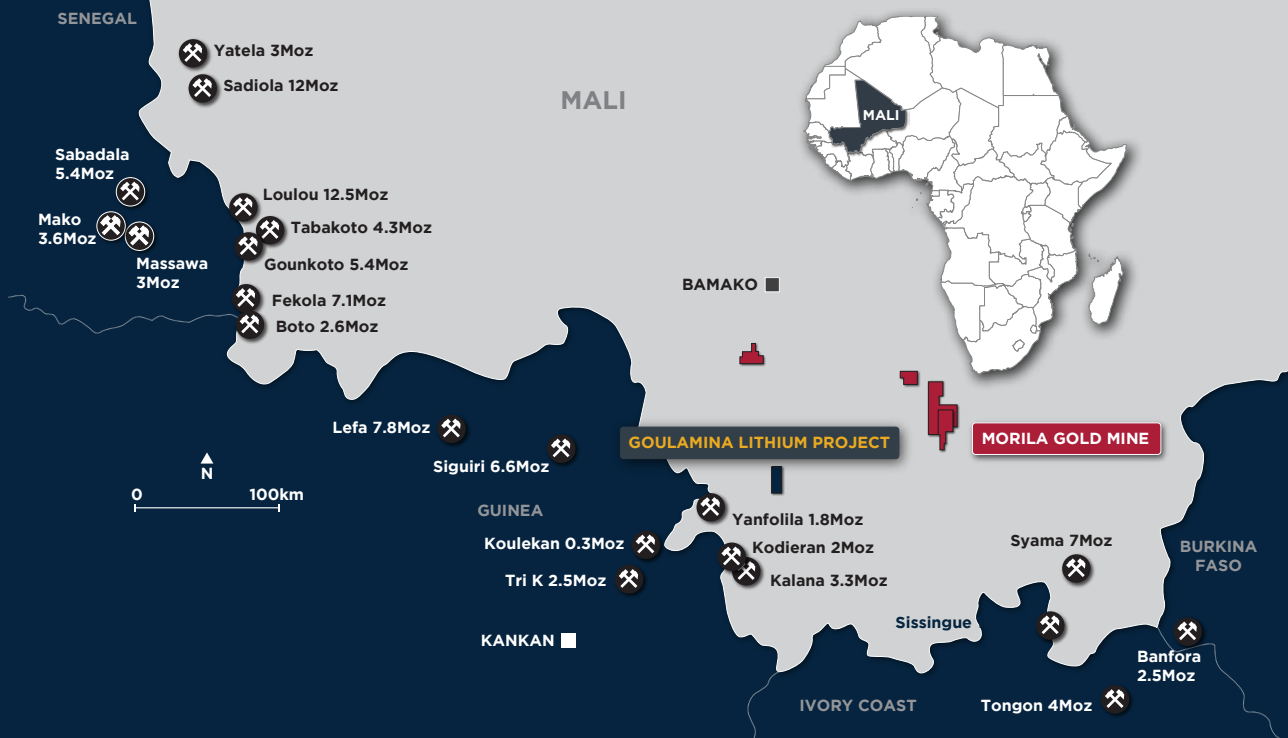 SENEGAL
Yatela 3Moz
Sadiola 12Moz
MALI
MALI
Sabadala
5.4Moz
Mako
3.6Moz
Massawa
3Moz
Loulou 12.5Moz
Tabakoto 4.3Moz
Gounkoto 5.4Moz
Fekola 7.1Moz
Boto 2.6Moz
BAMAKO
Lefa 7.8Moz
Siguiri 6.6Moz
GOULAMINA LITHIUM PROJECT
MORILA GOLD MINE
N
0
100km
GUINEA
Yanfolila 1.8Moz
Koulekan 0.3Moz
Kodieran 2Moz
Tri K 2.5Moz
Kalana 3.3Moz
Syama 7Moz
BURKINA
FASO
Sissingue
KANKAN
Banfora
2.5Moz
IVORY COAST
Tongon 4Moz